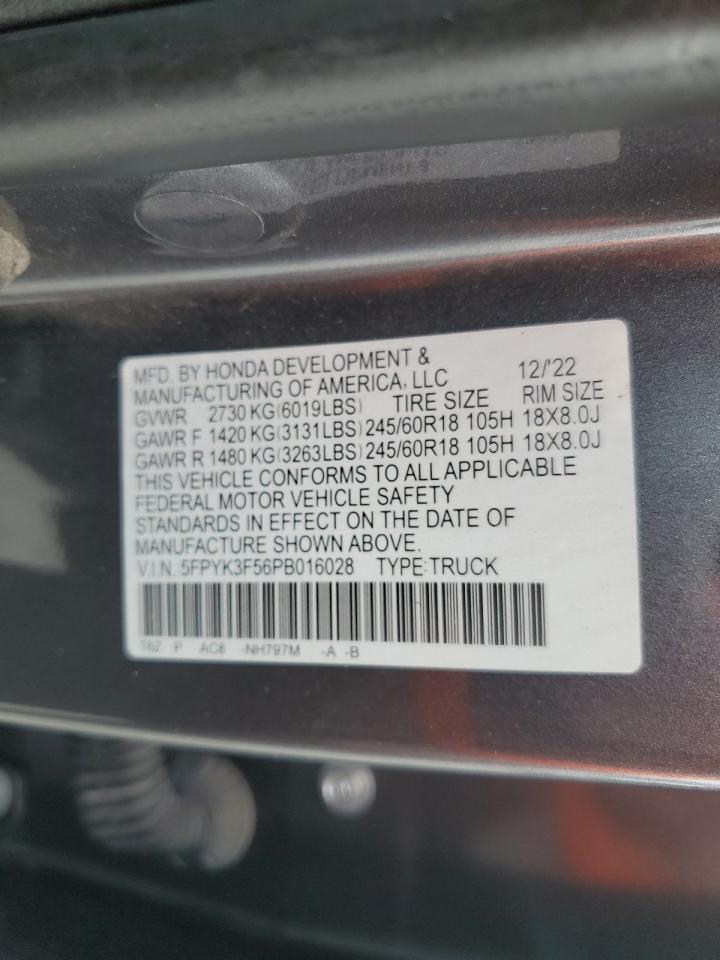 MFD. BY HONDA DEVELOPMENT &
MANUFACTURING OF AMERICA, LLC 12/'22
GVWR 2730 KG(6019LBS) TIRE SIZE RIM SIZE
GAWR F 1420 KG(3131LBS) 245/60R18 105H 18X8.0J
GAWR R 1480 KG(3263LBS) 245/60R18 105H 18X8.0J
THIS VEHICLE CONFORMS TO ALL APPLICABLE
FEDERAL MOTOR VEHICLE SAFETY
STANDARDS IN EFFECT ON THE DATE OF
MANUFACTURE SHOWN ABOVE.
V.I.N.:5FPYK3F56PB016028 TYPE:TRUCK
T6Z P AC8 -NH797M -A -B